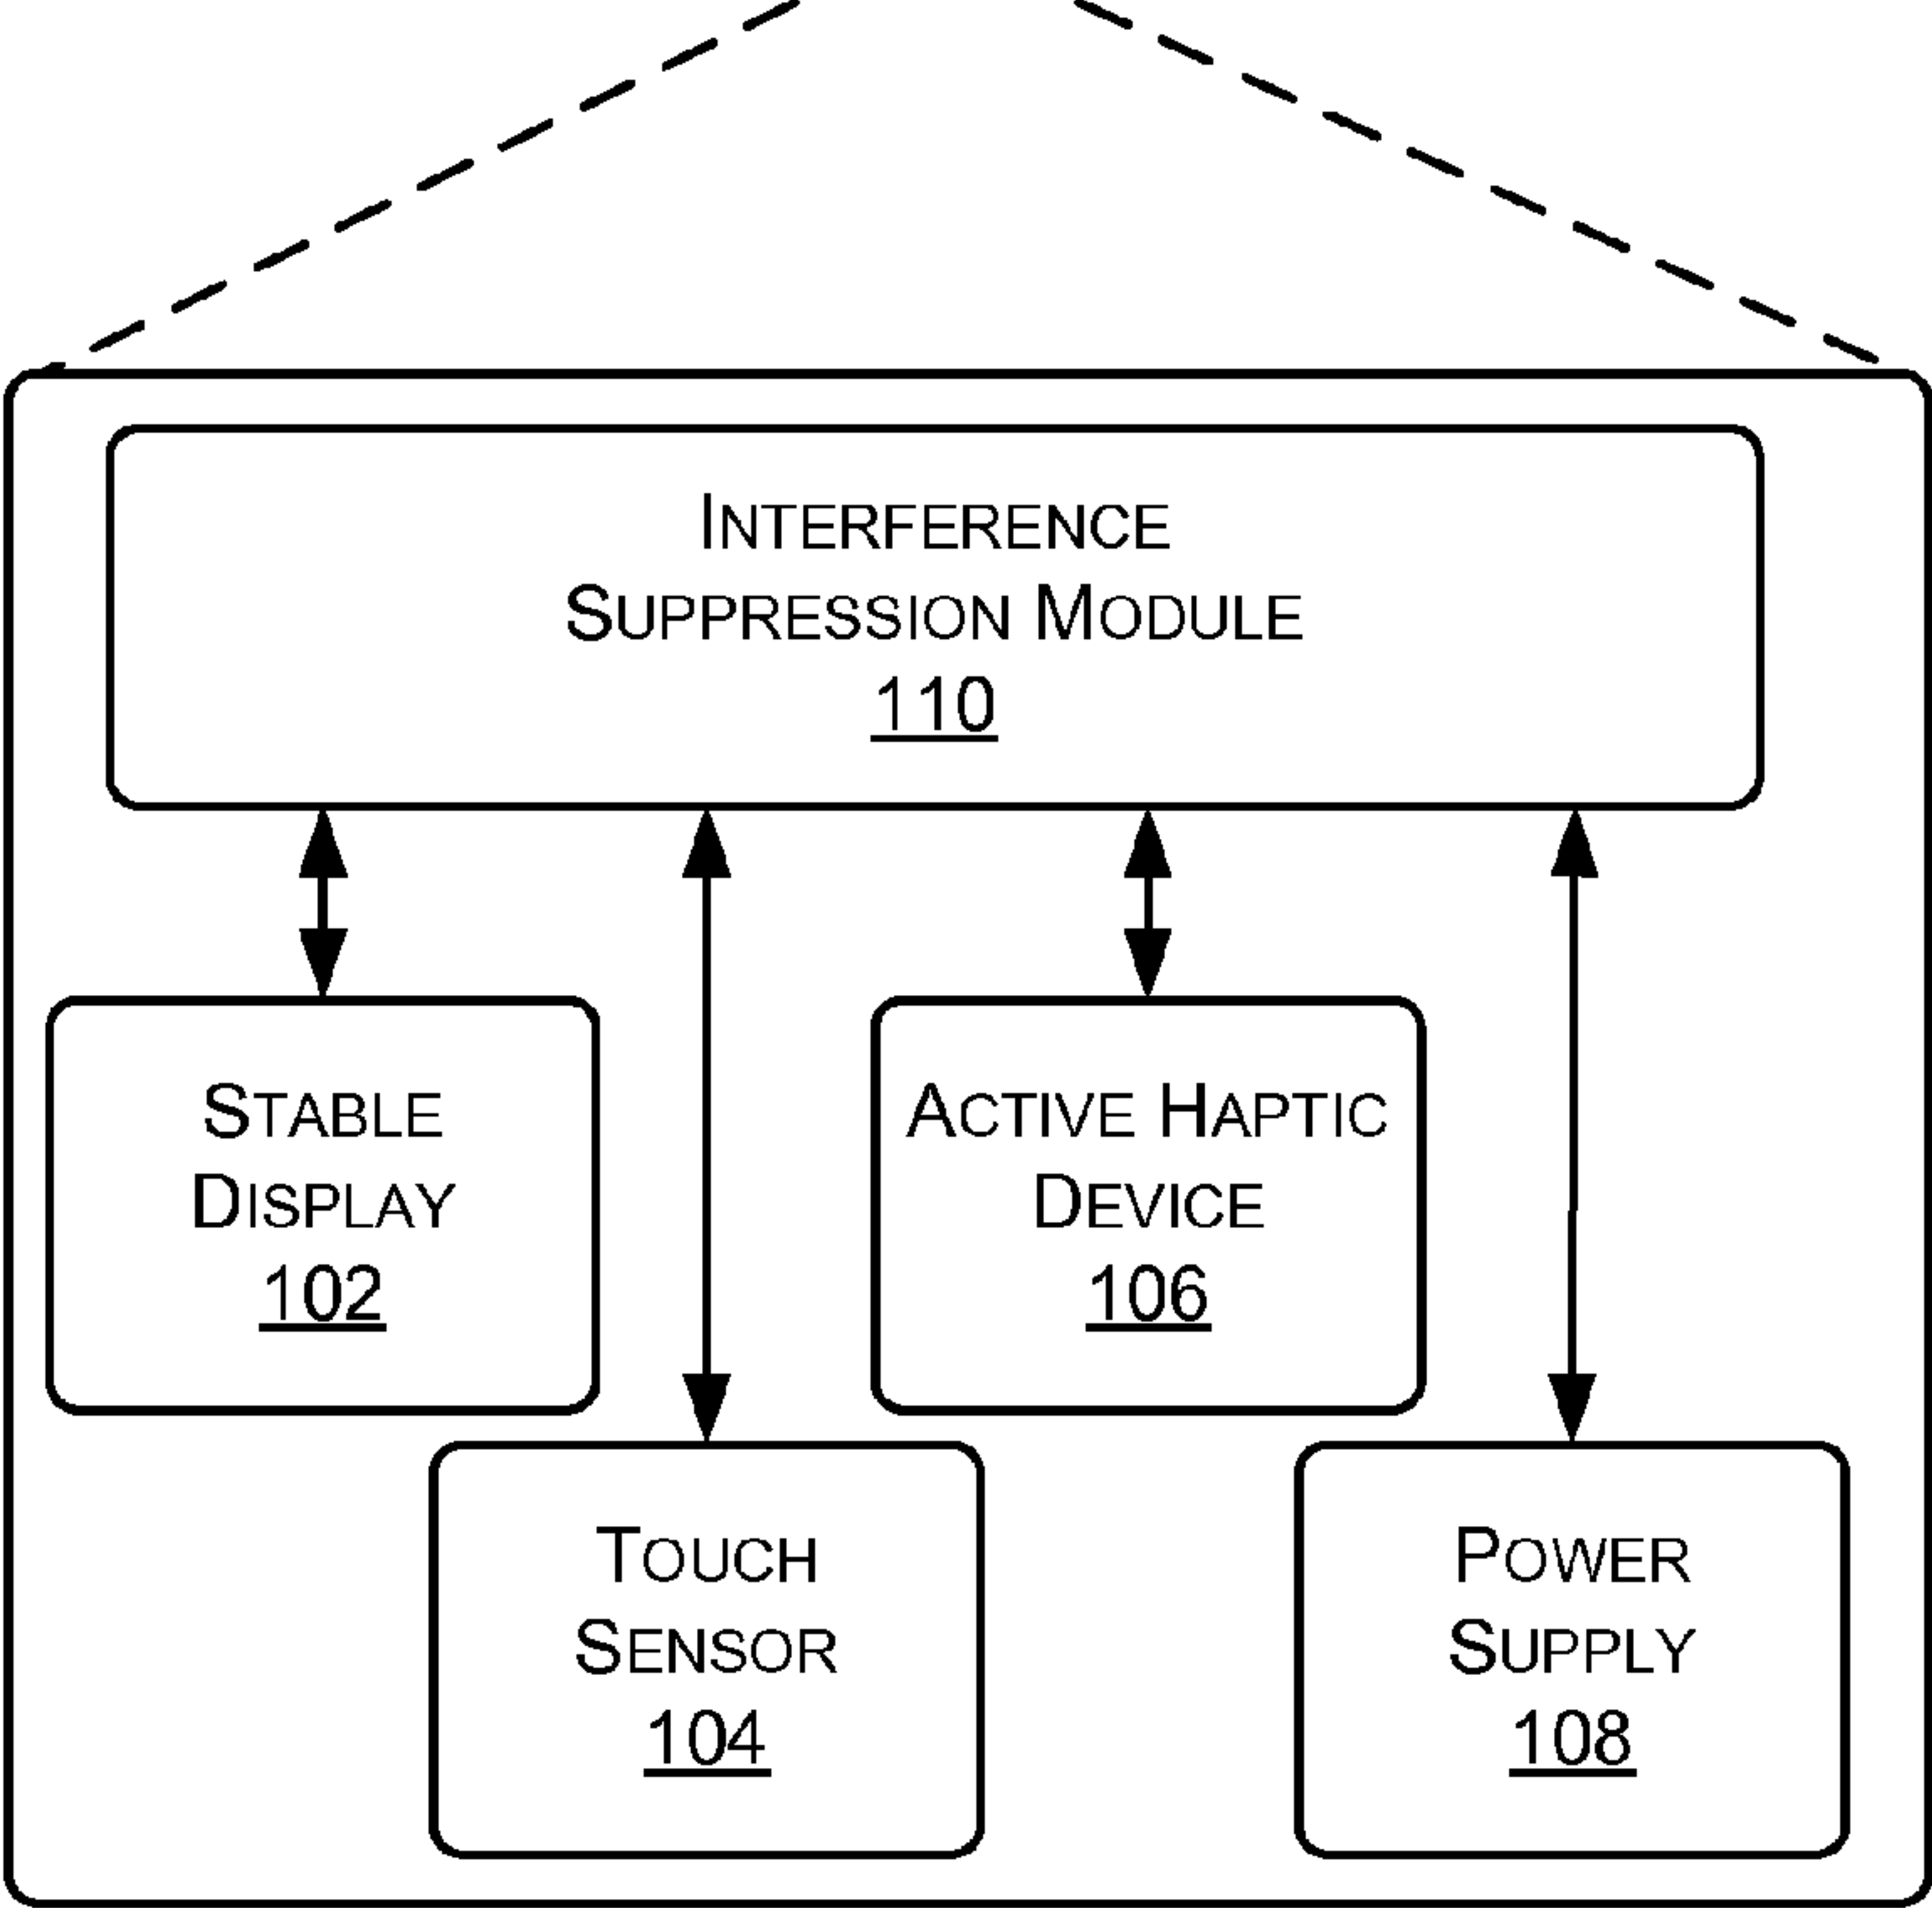 INTERFERENCE
SUPPRESSION MODULE
110
STABLE
DISPLAY
102
ACTIVE HAPTIC
DEVICE
106
TOUCH
SENSOR
104
POWER
SUPPLY
108